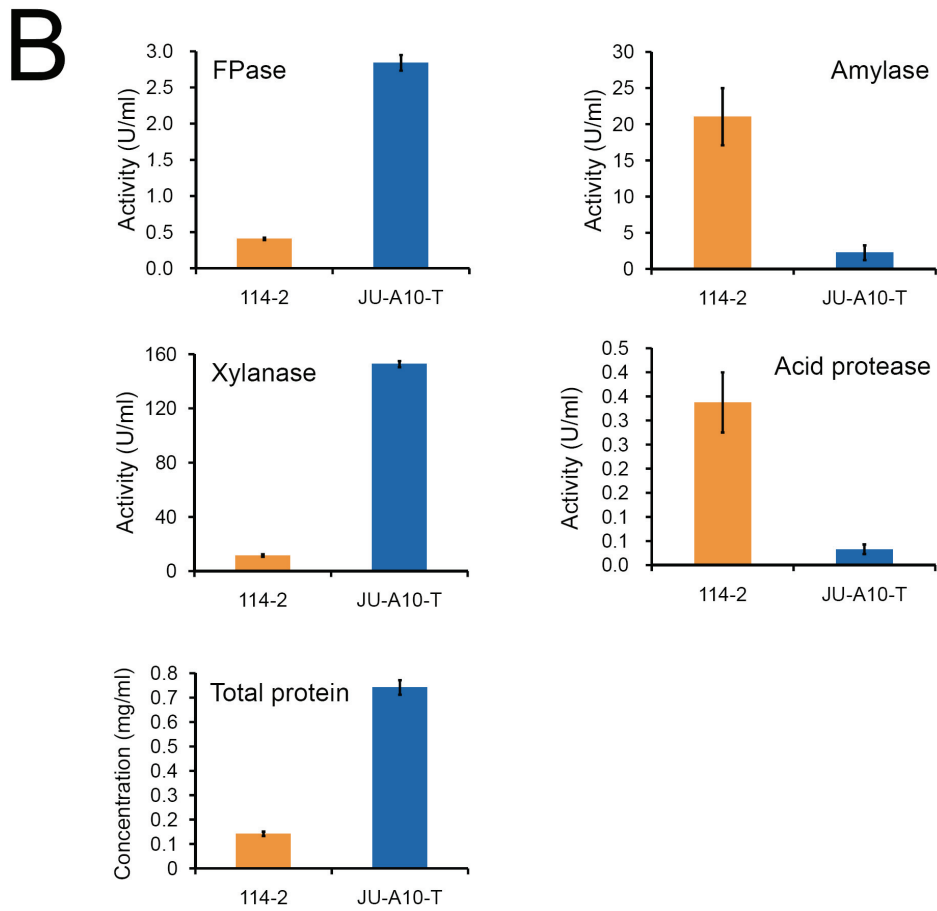 B
FPase
Activity (U/ml)
3.0
2.5
2.0
1.5
1.0
0.5
0.0
114-2 JU-A10-T
Amylase
Activity (U/ml)
30
25
20
15
10
5
0
114-2 JU-A10-T
Xylanase
Activity (U/ml)
160
120
80
40
0
114-2 JU-A10-T
Acid protease
Activity (U/ml)
0.5
0.4
0.4
0.3
0.3
0.2
0.2
0.1
0.1
0.0
114-2 JU-A10-T
Total protein
Concentration (mg/ml)
0.8
0.7
0.6
0.5
0.4
0.3
0.2
0.1
0
114-2 JU-A10-T